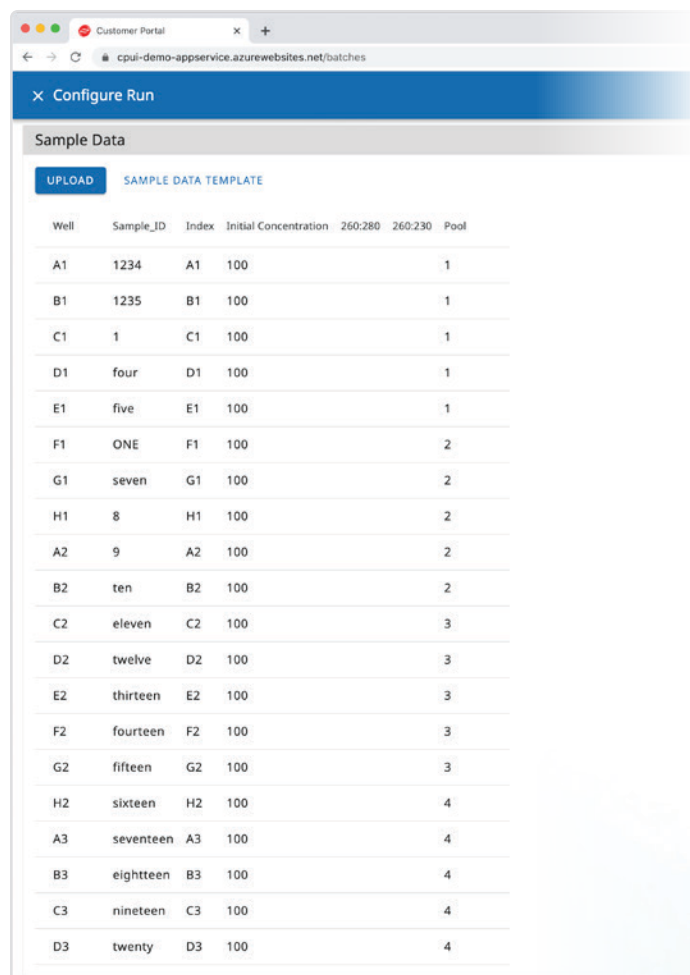 Customer Portal
cpui-demo-appservice.azurewebsites.net/batches
Configure Run
Sample Data
UPLOAD SAMPLE DATA TEMPLATE
Well Sample_ID Index Initial Concentration 260:280 260:230 Pool
A1 1234 A1 100 1
B1 1235 B1 100 1
C1 1 C1 100 1
D1 four D1 100 1
E1 five E1 100 1
F1 ONE F1 100 2
G1 seven G1 100 2
H1 8 H1 100 2
A2 9 A2 100 2
B2 ten B2 100 2
C2 eleven C2 100 3
D2 twelve D2 100 3
E2 thirteen E2 100 3
F2 fourteen F2 100 3
G2 fifteen G2 100 3
H2 sixteen H2 100 4
A3 seventeen A3 100 4
B3 eightteen B3 100 4
C3 nineteen C3 100 4
D3 twenty D3 100 4